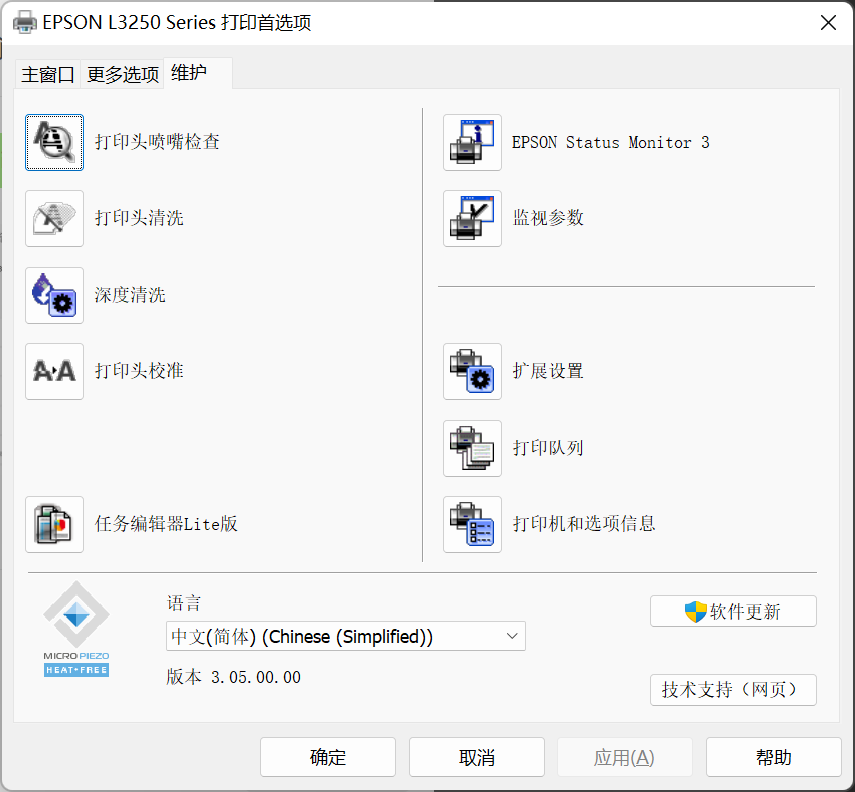 EPSON L3250 Series 打印首选项
主窗口 更多选项 维护
打印头喷嘴检查
打印头清洗
深度清洗
打印头校准
任务编辑器Lite版
EPSON Status Monitor 3
监视参数
扩展设置
打印队列
打印机和选项信息
MICRO PIEZO
HEAT-FREE
语言
中文(简体) (Chinese (Simplified))
版本 3.05.00.00
软件更新
技术支持（网页）
确定 取消 应用(A) 帮助